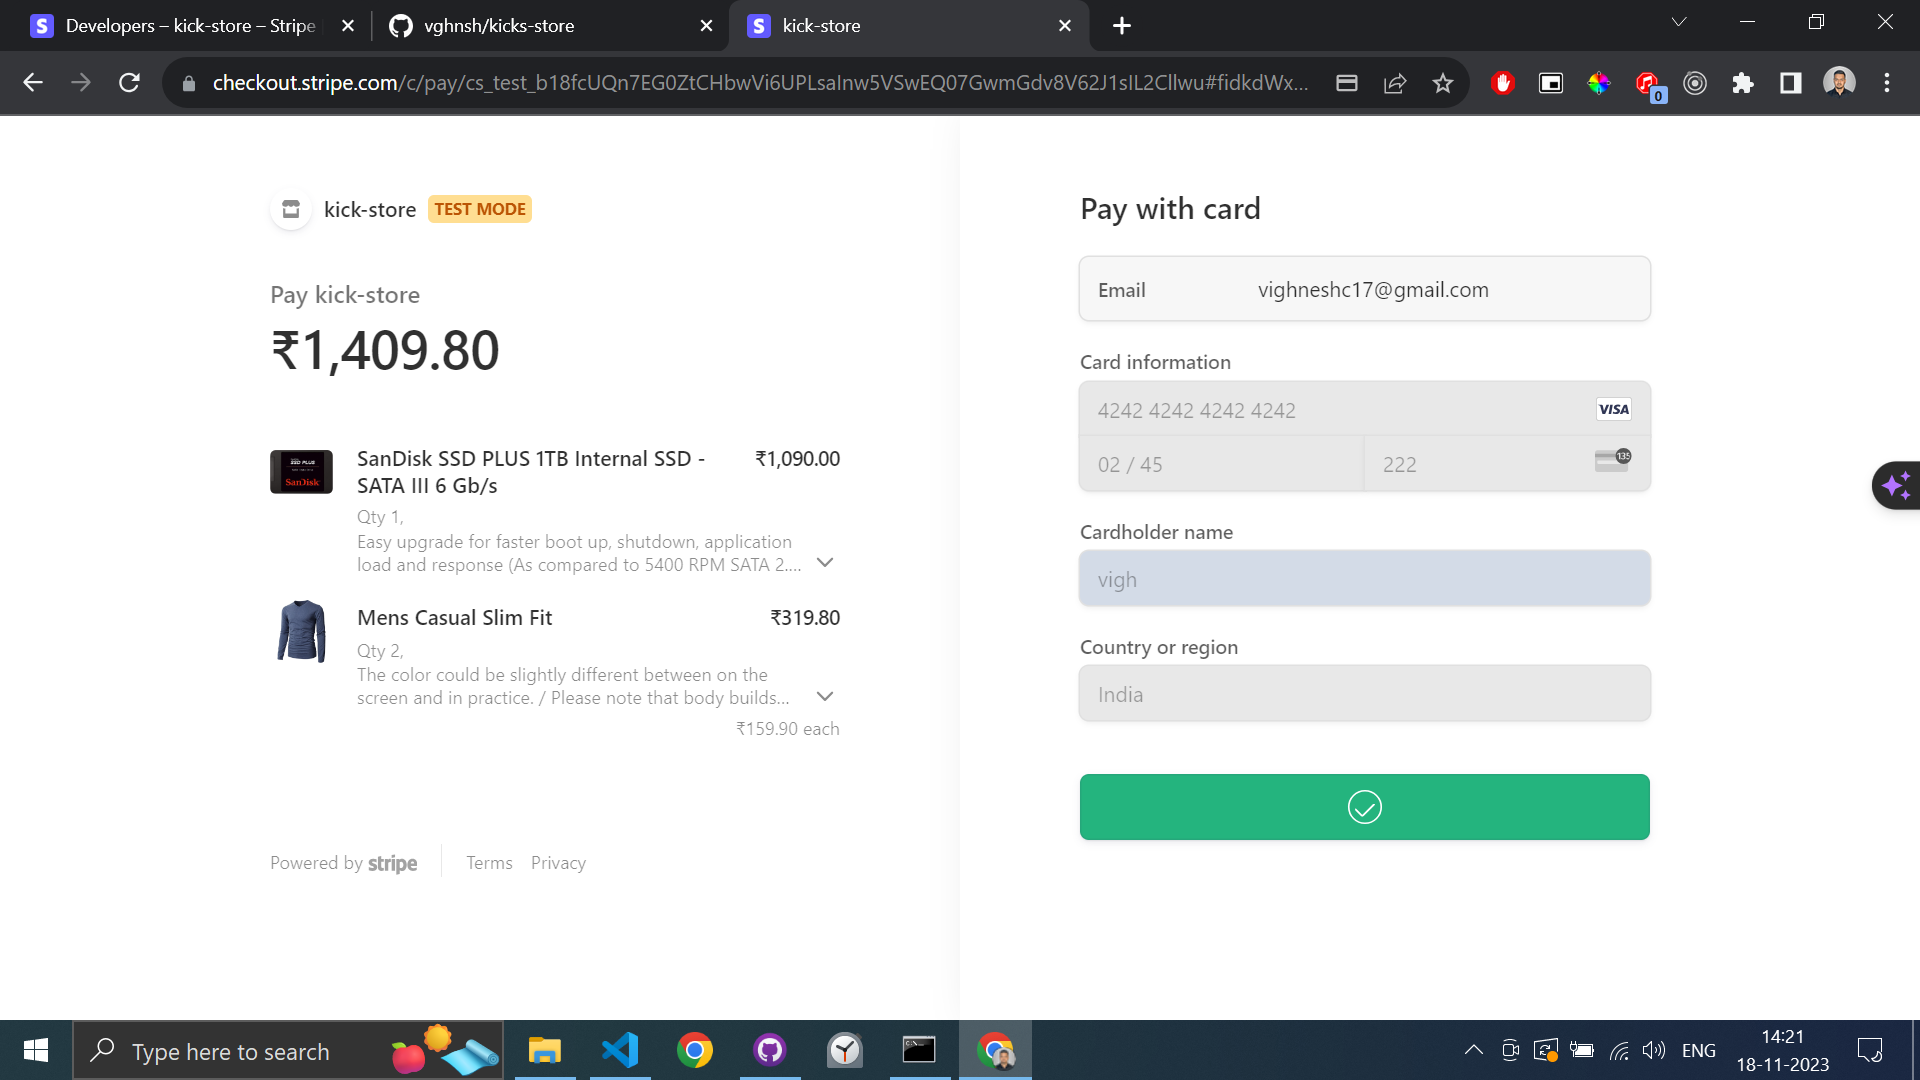 Developers – kick-store – Stripe
vghnsh/kicks-store
kick-store
checkout.stripe.com/c/pay/cs_test_b18fcUQn7EG0ZtCHbwVi6UPLsaInw5VSwEQ07GwmGdv8V62J1sIL2Cllwu#fidkdWx...
0
kick-store
TEST MODE
Pay kick-store
₹1,409.80
SanDisk SSD PLUS 1TB Internal SSD -
SATA III 6 Gb/s
₹1,090.00
Qty 1,
Easy upgrade for faster boot up, shutdown, application
load and response (As compared to 5400 RPM SATA 2....
SSD PLUS
SanDisk
Mens Casual Slim Fit
₹319.80
Qty 2,
The color could be slightly different between on the
screen and in practice. / Please note that body builds...
₹159.90 each
Powered by stripe
Terms
Privacy
Pay with card
Email
vighneshc17@gmail.com
Card information
4242 4242 4242 4242
VISA
02 / 45
222
135
Cardholder name
vigh
Country or region
India
Type here to search
ENG
14:21
18-11-2023